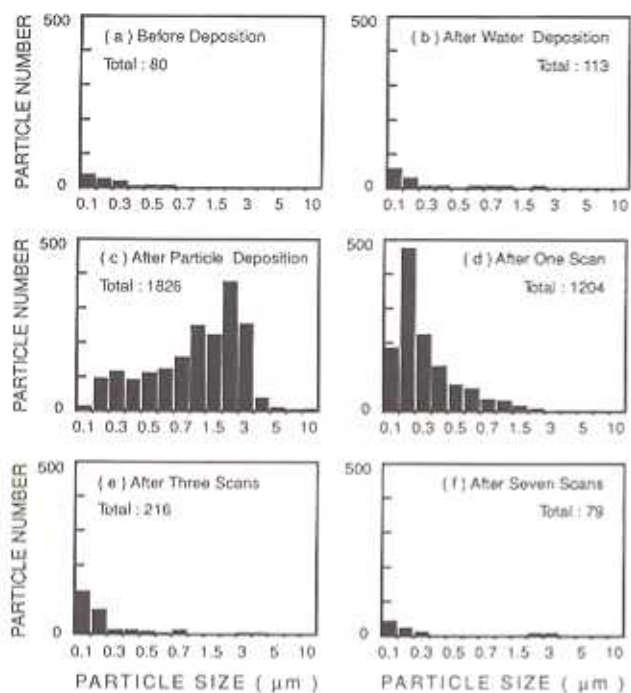 PARTICLE NUMBER
500
0
( a ) Before Deposition
Total : 80
0.1 0.3 0.5 0.7 1.5 3 5 10
500
0
( b ) After Water Deposition
Total : 113
0.1 0.3 0.5 0.7 1.5 3 5 10
PARTICLE NUMBER
500
0
( c ) After Particle Deposition
Total : 1826
0.1 0.3 0.5 0.7 1.5 3 5 10
500
0
( d ) After One Scan
Total : 1204
0.1 0.3 0.5 0.7 1.5 3 5 10
PARTICLE NUMBER
500
0
( e ) After Three Scans
Total : 216
0.1 0.3 0.5 0.7 1.5 3 5 10
PARTICLE SIZE ( μm )
500
0
( f ) After Seven Scans
Total : 79
0.1 0.3 0.5 0.7 1.5 3 5 10
PARTICLE SIZE ( μm )